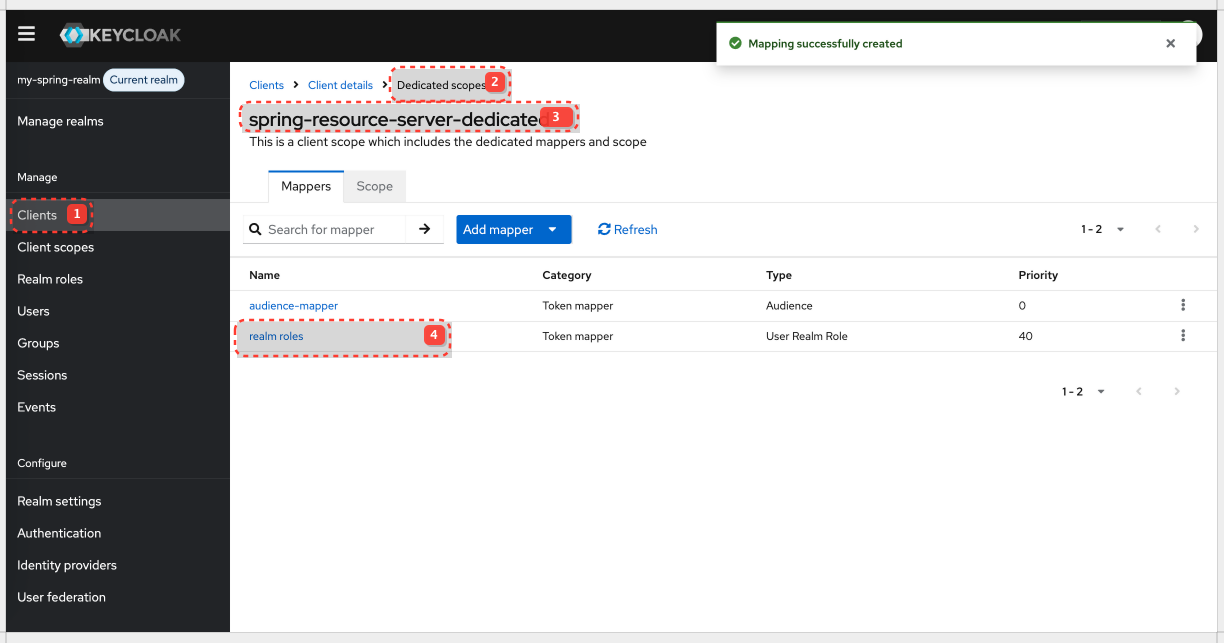 KEYCLOAK
Mapping successfully created
my-spring-realm Current realm
Manage realms
Manage
Clients 1
Client scopes
Realm roles
Users
Groups
Sessions
Events
Configure
Realm settings
Authentication
Identity providers
User federation
Clients > Client details > Dedicated scopes 2
spring-resource-server-dedicated 3
This is a client scope which includes the dedicated mappers and scope
Mappers Scope
Search for mapper Add mapper Refresh 1 - 2
Name Category Type Priority
audience-mapper Token mapper Audience 0
realm roles 4 Token mapper User Realm Role 40
1 - 2